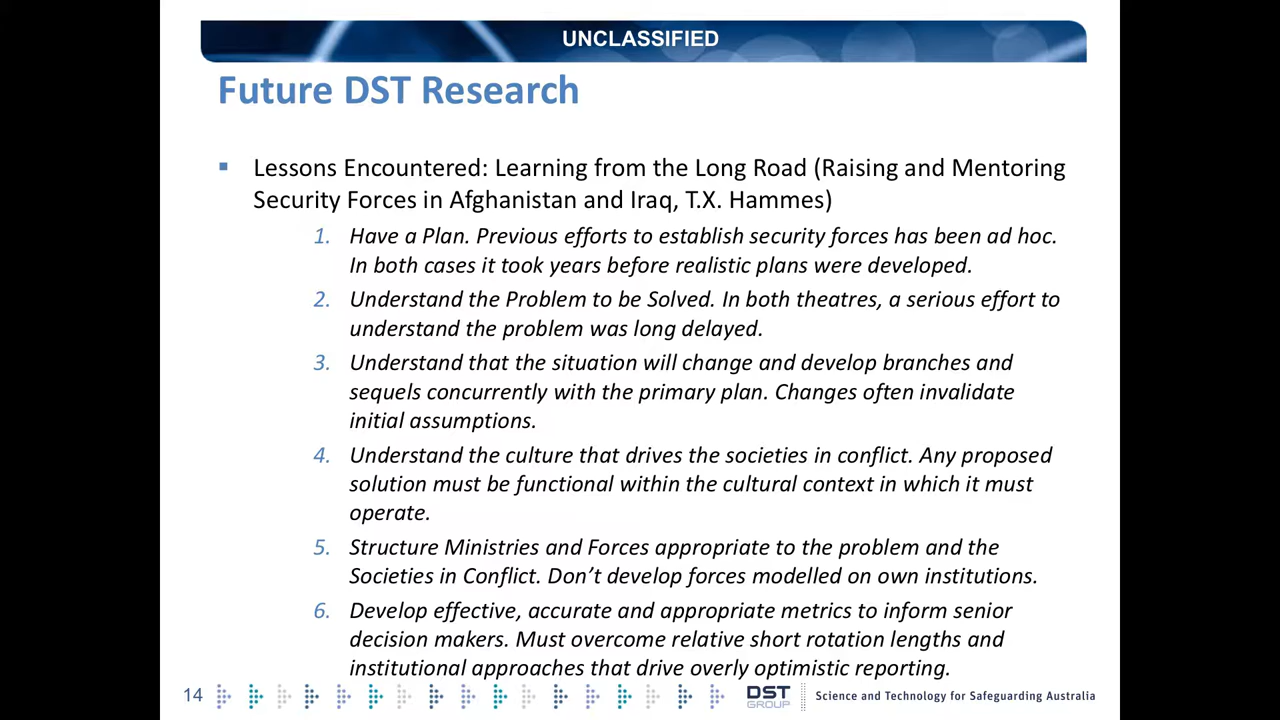 UNCLASSIFIED
Future DST Research
Lessons Encountered: Learning from the Long Road (Raising and Mentoring
Security Forces in Afghanistan and Iraq, T.X. Hammes)
1. Have a Plan. Previous efforts to establish security forces has been ad hoc.
In both cases it took years before realistic plans were developed.
2. Understand the Problem to be Solved. In both theatres, a serious effort to
understand the problem was long delayed.
3. Understand that the situation will change and develop branches and
sequels concurrently with the primary plan. Changes often invalidate
initial assumptions.
4. Understand the culture that drives the societies in conflict. Any proposed
solution must be functional within the cultural context in which it must
operate.
5. Structure Ministries and Forces appropriate to the problem and the
Societies in Conflict. Don’t develop forces modelled on own institutions.
6. Develop effective, accurate and appropriate metrics to inform senior
decision makers. Must overcome relative short rotation lengths and
institutional approaches that drive overly optimistic reporting.
14
DST
GROUP
Science and Technology for Safeguarding Australia